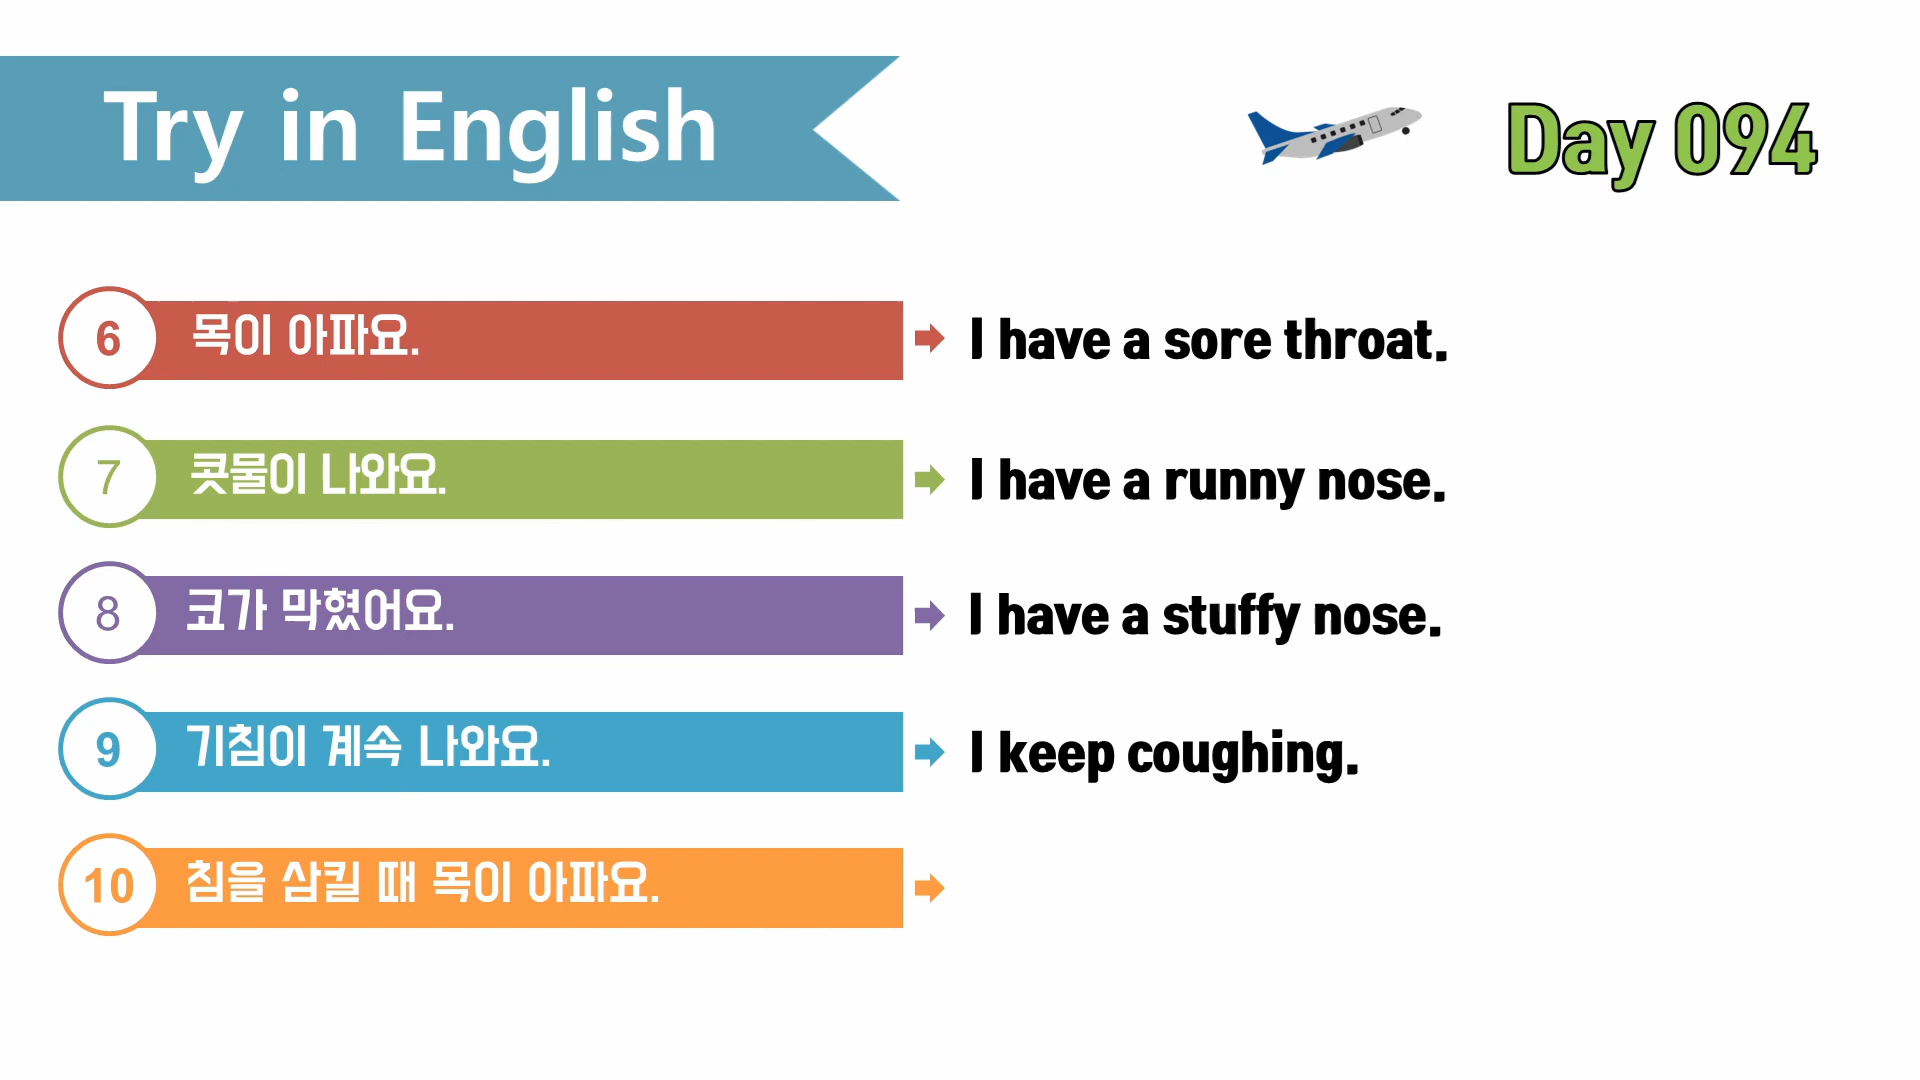 Try in English
Day 094
6 목이 아파요. I have a sore throat.
7 콧물이 나와요. I have a runny nose.
8 코가 막혔어요. I have a stuffy nose.
9 기침이 계속 나와요. I keep coughing.
10 침을 삼킬 때 목이 아파요.